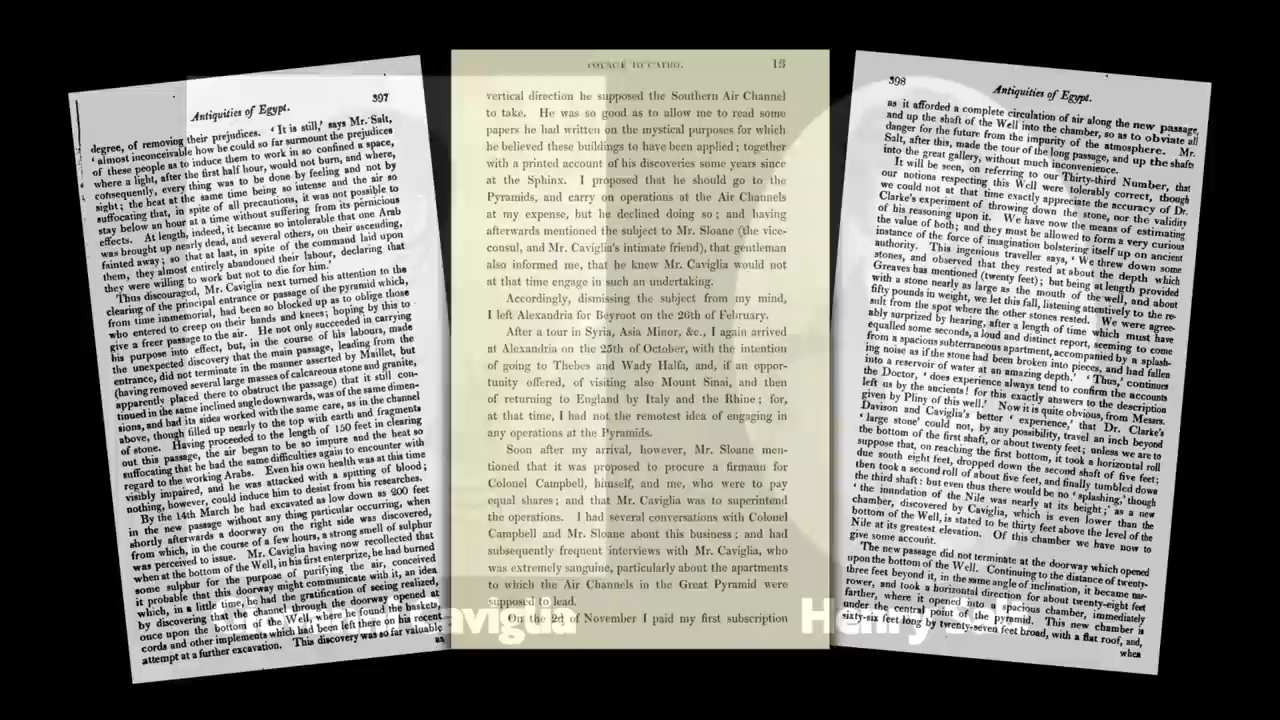 397
Antiquities of Egypt.
degree, of removing their prejudices. ' It is still,' says Mr. Salt,
' almost inconceivable how he could so far surmount the prejudices
of these people as to induce them to work in so confined a space,
where a light, after the first half hour, would not burn, and where,
consequently, every thing was to be done by feeling and not by
sight; the heat at the same time being so intense and the air so
suffocating that, in spite of all precautions, it was not possible to
stay below an hour at a time without suffering from its pernicious
effects. At length, indeed, it became so intolerable that one Arab
was brought up nearly dead, and several others, on their ascending,
fainted away; so that at last, in spite of the command laid upon
them, they almost entirely abandoned their labour, declaring that
they were willing to work but not to die for him.'
Thus discouraged, Mr. Caviglia next turned his attention to the
clearing of the principal entrance or passage of the pyramid which,
from time immemorial, had been so blocked up as to oblige those
who entered to creep on their hands and knees; hoping by this to
give a freer passage to the air. He not only succeeded in carrying
his purpose into effect, but, in the course of his labours, made
the unexpected discovery that the main passage, leading from the
entrance, did not terminate in the manner asserted by Maillet, but
(having removed several large masses of calcareous stone and granite,
apparently placed there to obstruct the passage) that it still con-
tinued in the same inclined angle downwards, was of the same dimen-
sions, and had its sides worked with the same care, as in the channel
above, though filled up nearly to the top with earth and fragments
of stone. Having proceeded to the length of 150 feet in clearing
out this passage, the air began to be so impure and the heat so
suffocating that he had the same difficulties again to encounter with
regard to the working Arabs. Even his own health was at this time
visibly impaired, and he was attacked with a spitting of blood;
nothing, however, could induce him to desist from his researches.
By the 14th March he had excavated as low down as 200 feet
in the new passage without any thing particular occurring, when
shortly afterwards a doorway on the right side was discovered,
from which, in the course of a few hours, a strong smell of sulphur
was perceived to issue. Mr. Caviglia having now recollected that
when at the bottom of the Well, in his first enterprize, he had burned
some sulphur for the purpose of purifying the air, conceived
it probable that this doorway might communicate with it, an idea
which, in a little time, he had the gratification of seeing realized,
by discovering that the channel through the doorway opened at
once upon the bottom of the Well, where he found the baskets,
cords and other implements which had been left there on his recent
attempt at a further excavation. This discovery was so far valuable
as
VOYAGE TO CAIRO. 13
vertical direction he supposed the Southern Air Channel
to take. He was so good as to allow me to read some
papers he had written on the mystical purposes for which
he believed these buildings to have been applied; together
with a printed account of his discoveries some years since
at the Sphinx. I proposed that he should go to the
Pyramids, and carry on operations at the Air Channels
at my expense, but he declined doing so; and having
afterwards mentioned the subject to Mr. Sloane (the vice-
consul, and Mr. Caviglia's intimate friend), that gentleman
also informed me, that he knew Mr. Caviglia would not
at that time engage in such an undertaking.
Accordingly, dismissing the subject from my mind,
I left Alexandria for Beyroot on the 26th of February.
After a tour in Syria, Asia Minor, &c., I again arrived
at Alexandria on the 25th of October, with the intention
of going to Thebes and Wady Halfa, and, if an oppor-
tunity offered, of visiting also Mount Sinai, and then
of returning to England by Italy and the Rhine; for,
at that time, I had not the remotest idea of engaging in
any operations at the Pyramids.
Soon after my arrival, however, Mr. Sloane men-
tioned that it was proposed to procure a firmaun for
Colonel Campbell, himself, and me, who were to pay
equal shares; and that Mr. Caviglia was to superintend
the operations. I had several conversations with Colonel
Campbell and Mr. Sloane about this business; and had
subsequently frequent interviews with Mr. Caviglia, who
was extremely sanguine, particularly about the apartments
to which the Air Channels in the Great Pyramid were
supposed to lead.
On the 2d of November I paid my first subscription
398
Antiquities of Egypt.
as it afforded a complete circulation of air along the new passage,
and up the shaft of the Well into the chamber, so as to obviate all
danger for the future from the impurity of the atmosphere. Mr.
Salt, after this, made the tour of the long passage, and up the shaft
into the great gallery, without much inconvenience.
It will be seen, on referring to our Thirty-third Number, that
our notions respecting this Well were tolerably correct, though
we could not at that time exactly appreciate the accuracy of Dr.
Clarke's experiment of throwing down the stone, nor the validity
of his reasoning upon it. We have now the means of estimating
the value of both; and they must be allowed to form a very curious
instance of the force of imagination bolstering itself up on ancient
authority. This ingenious traveller says, ' We threw down some
stones, and observed that they rested at about the depth which
Greaves has mentioned (twenty feet); but being at length provided
with a stone nearly as large as the mouth of the well, and about
fifty pounds in weight, we let this fall, listening attentively to the re-
sult from the spot where the other stones rested. We were agree-
ably surprized by hearing, after a length of time which must have
equalled some seconds, a loud and distinct report, seeming to come
from a spacious subterraneous apartment, accompanied by a splash-
ing noise as if the stone had been broken into pieces, and had fallen
into a reservoir of water at an amazing depth.' ' Thus,' continues
the Doctor, ' does experience always tend to confirm the accounts
left us by the ancients! for this exactly answers to the description
given by Pliny of this well.' Now it is quite obvious, from Messrs.
Davison and Caviglia's better ' experience,' that Dr. Clarke's
' large stone' could not, by any possibility, travel an inch beyond
the bottom of the first shaft, or about twenty feet; unless we are to
suppose that, on reaching the first bottom, it took a horizontal roll
due south eight feet, dropped down the second shaft of five feet;
then took a second roll of about five feet, and finally tumbled down
the third shaft: but even thus there would be no ' splashing,' though
' the inundation of the Nile was nearly at its height;' as a new
chamber, discovered by Caviglia, which is even lower than the
bottom of the Well, is stated to be thirty feet above the level of the
Nile at its greatest elevation. Of this chamber we have now to
give some account.
The new passage did not terminate at the doorway which opened
upon the bottom of the Well. Continuing to the distance of twenty-
three feet beyond it, in the same angle of inclination, it became nar-
rower, and took a horizontal direction for about twenty-eight feet
farther, where it opened into a spacious chamber, immediately
under the central point of the pyramid. This new chamber is
sixty-six feet long by twenty-seven feet broad, with a flat roof, and,
when
Caviglia
Henry